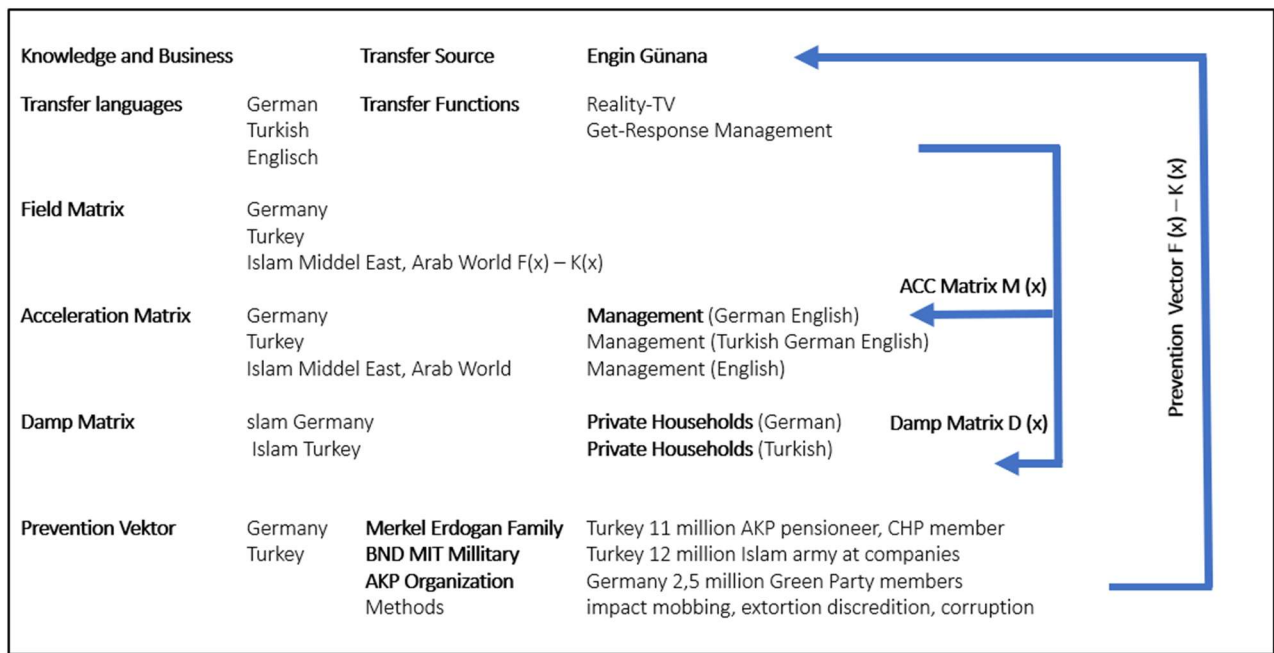 Knowledge and Business Transfer Source Engin Günana
Transfer languages German Transfer Functions Reality-TV
Turkish Get-Response Management
Englisch
Field Matrix Germany
Turkey
Islam Middel East, Arab World F(x) – K(x)
ACC Matrix M (x)
Acceleration Matrix Germany Management (German English)
Turkey Management (Turkish German English)
Islam Middel East, Arab World Management (English)
Damp Matrix slam Germany Private Households (German) Damp Matrix D (x)
Islam Turkey Private Households (Turkish)
Prevention Vektor Germany Merkel Erdogan Family Turkey 11 million AKP pensioneer, CHP member
Turkey BND MIT Millitary Turkey 12 million Islam army at companies
AKP Organization Germany 2,5 million Green Party members
Methods impact mobbing, extortion discredition, corruption
Prevention Vector F (x) – K (x)